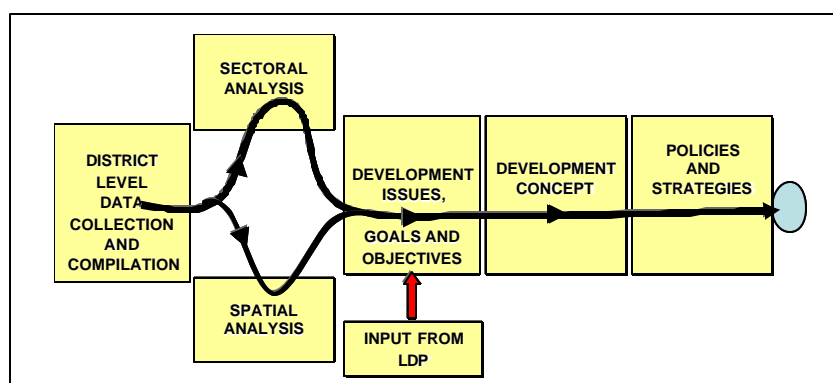 SECTORAL
ANALYSIS
DISTRICT
LEVEL
DATA
COLLECTION
AND
COMPILATION
SPATIAL
ANALYSIS
DEVELOPMENT
ISSUES,
GOALS AND
OBJECTIVES
INPUT FROM
LDP
DEVELOPMENT
CONCEPT
POLICIES
AND
STRATEGIES